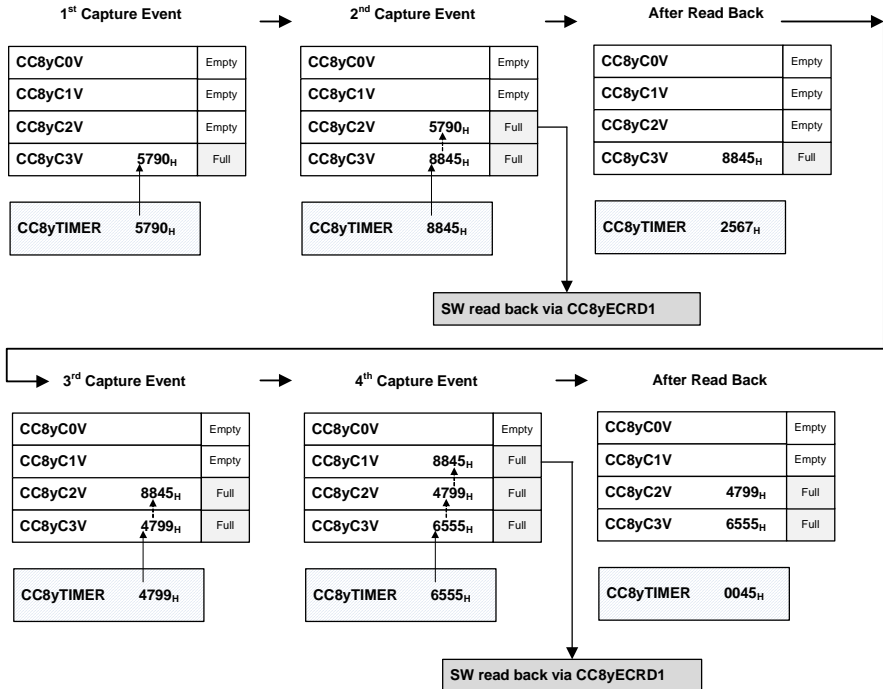 1st Capture Event
CC8yC0V Empty
CC8yC1V Empty
CC8yC2V Empty
CC8yC3V 5790H Full
CC8yTIMER 5790H
2nd Capture Event
CC8yC0V Empty
CC8yC1V Empty
CC8yC2V 5790H Full
CC8yC3V 8845H Full
CC8yTIMER 8845H
SW read back via CC8yECRD1
After Read Back
CC8yC0V Empty
CC8yC1V Empty
CC8yC2V Empty
CC8yC3V 8845H Full
CC8yTIMER 2567H
3rd Capture Event
CC8yC0V Empty
CC8yC1V Empty
CC8yC2V 8845H Full
CC8yC3V 4799H Full
CC8yTIMER 4799H
4th Capture Event
CC8yC0V Empty
CC8yC1V 8845H Full
CC8yC2V 4799H Full
CC8yC3V 6555H Full
CC8yTIMER 6555H
SW read back via CC8yECRD1
After Read Back
CC8yC0V Empty
CC8yC1V Empty
CC8yC2V 4799H Full
CC8yC3V 6555H Full
CC8yTIMER 0045H